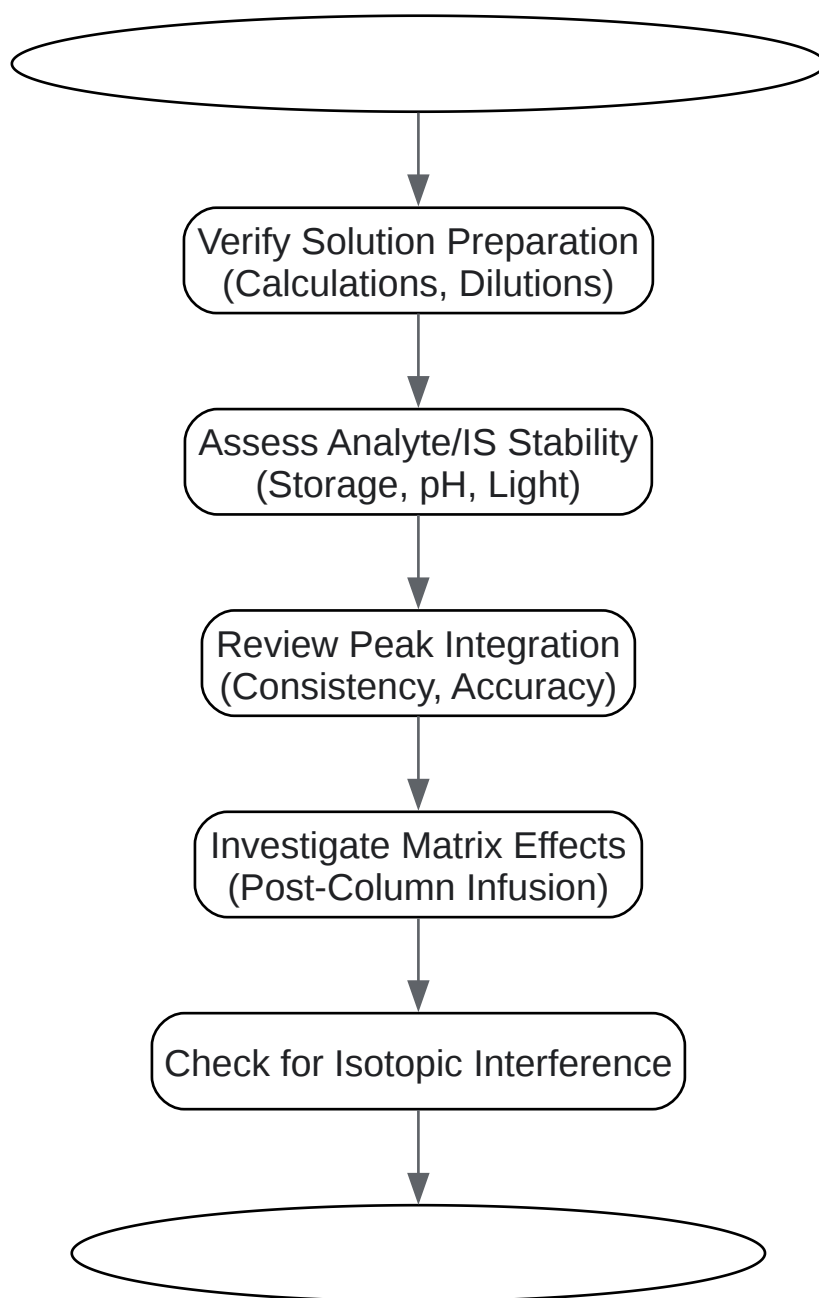 Verify Solution Preparation
(Calculations, Dilutions)
Assess Analyte/IS Stability
(Storage, pH, Light)
Review Peak Integration
(Consistency, Accuracy)
Investigate Matrix Effects
(Post-Column Infusion)
Check for Isotopic Interference